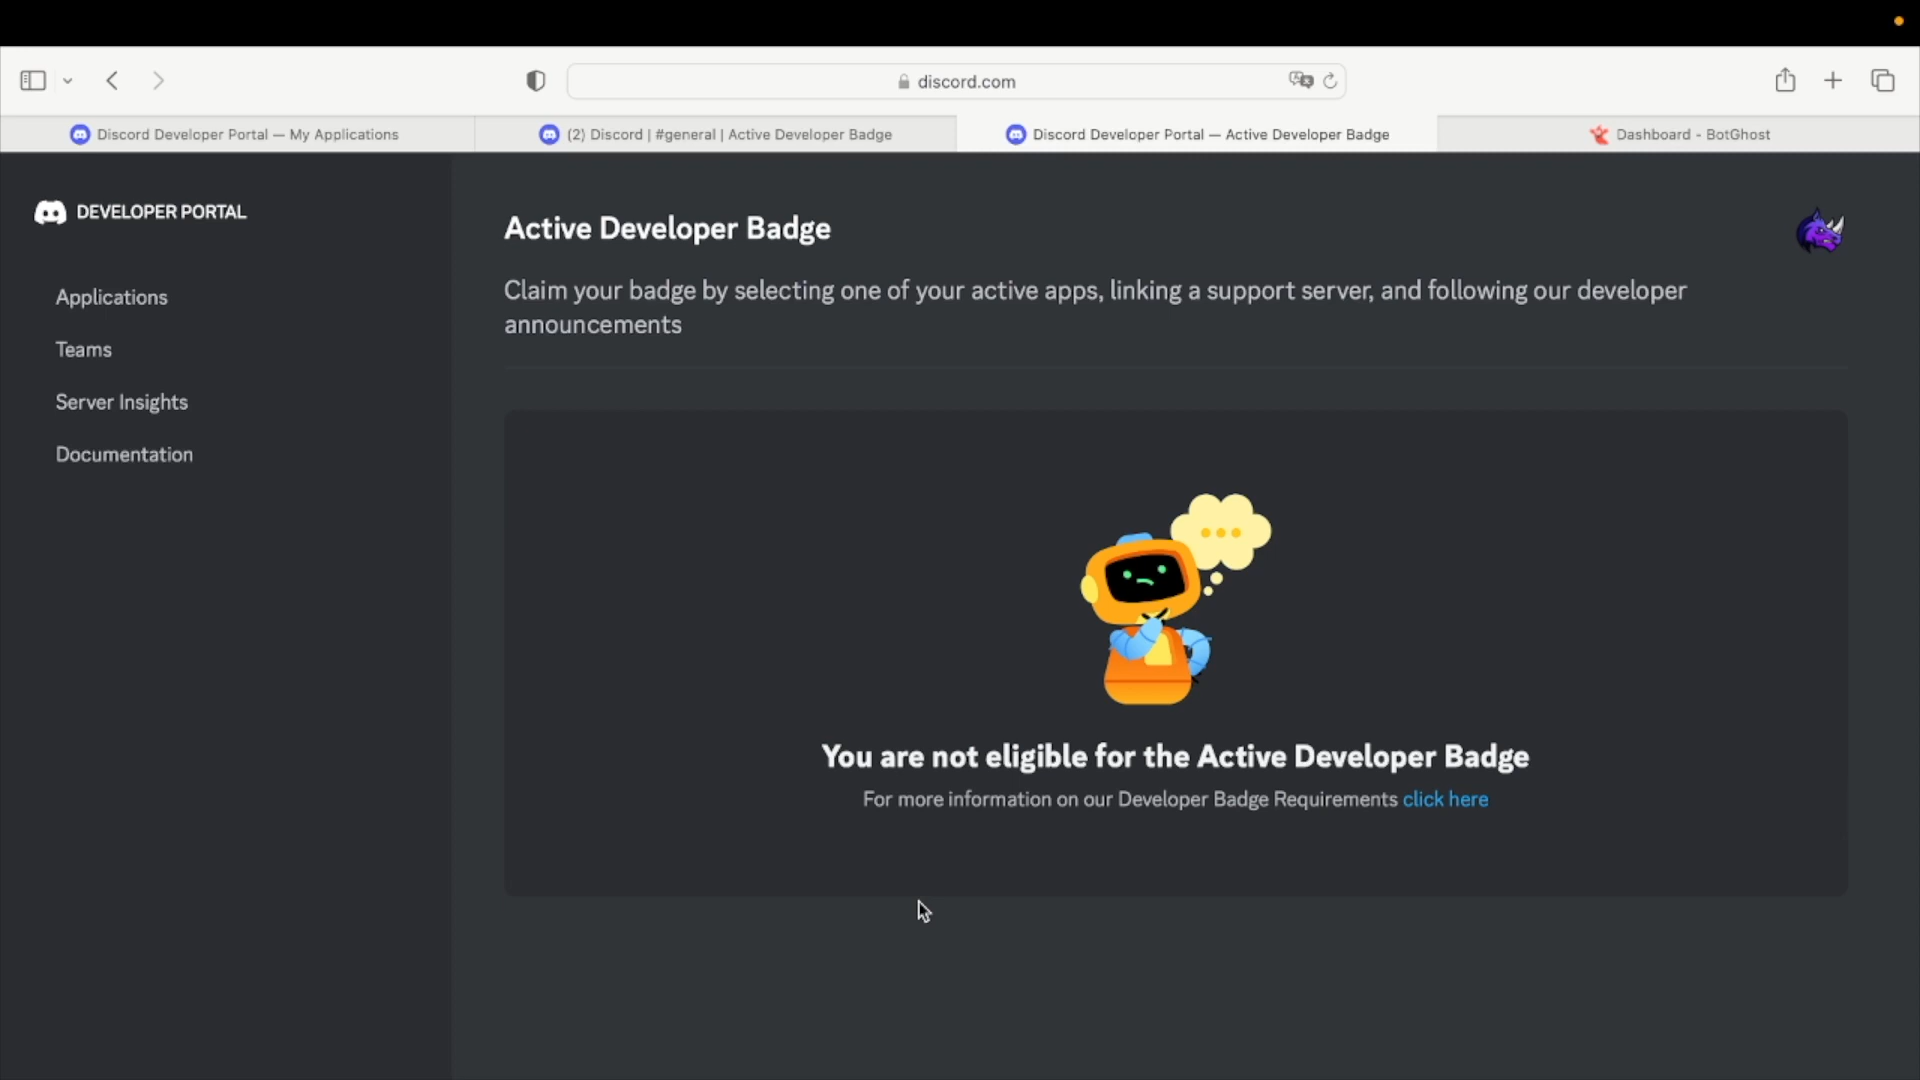 discord.com
Discord Developer Portal — My Applications
(2) Discord | #general | Active Developer Badge
Discord Developer Portal — Active Developer Badge
Dashboard - BotGhost
DEVELOPER PORTAL
Applications
Teams
Server Insights
Documentation
Active Developer Badge
Claim your badge by selecting one of your active apps, linking a support server, and following our developer
announcements
You are not eligible for the Active Developer Badge
For more information on our Developer Badge Requirements click here